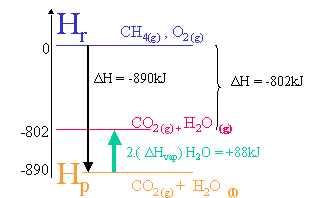 Hr
CH4(g) , O2(g)
0
ΔH = -890kJ
ΔH = -802kJ
-802
CO2(g) + H2O (g)
2.( ΔHvap) H2O = +88kJ
-890
Hp
CO2(g) + H2O (l)